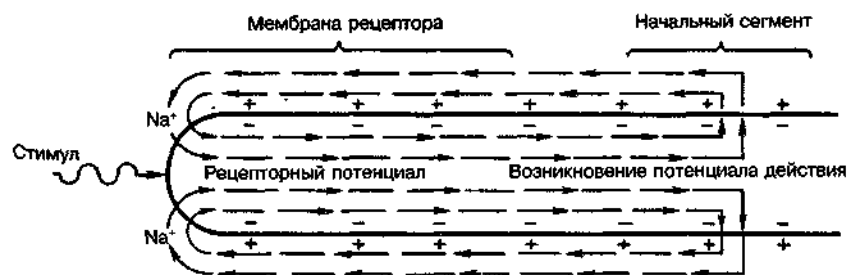 Мембрана рецептора
Начальный сегмент
+ + + + + +
Na⁺
– – – – – –
Стимул
Рецепторный потенциал
Возникновение потенциала действия
– – – – – –
Na⁺
+ + + + + +